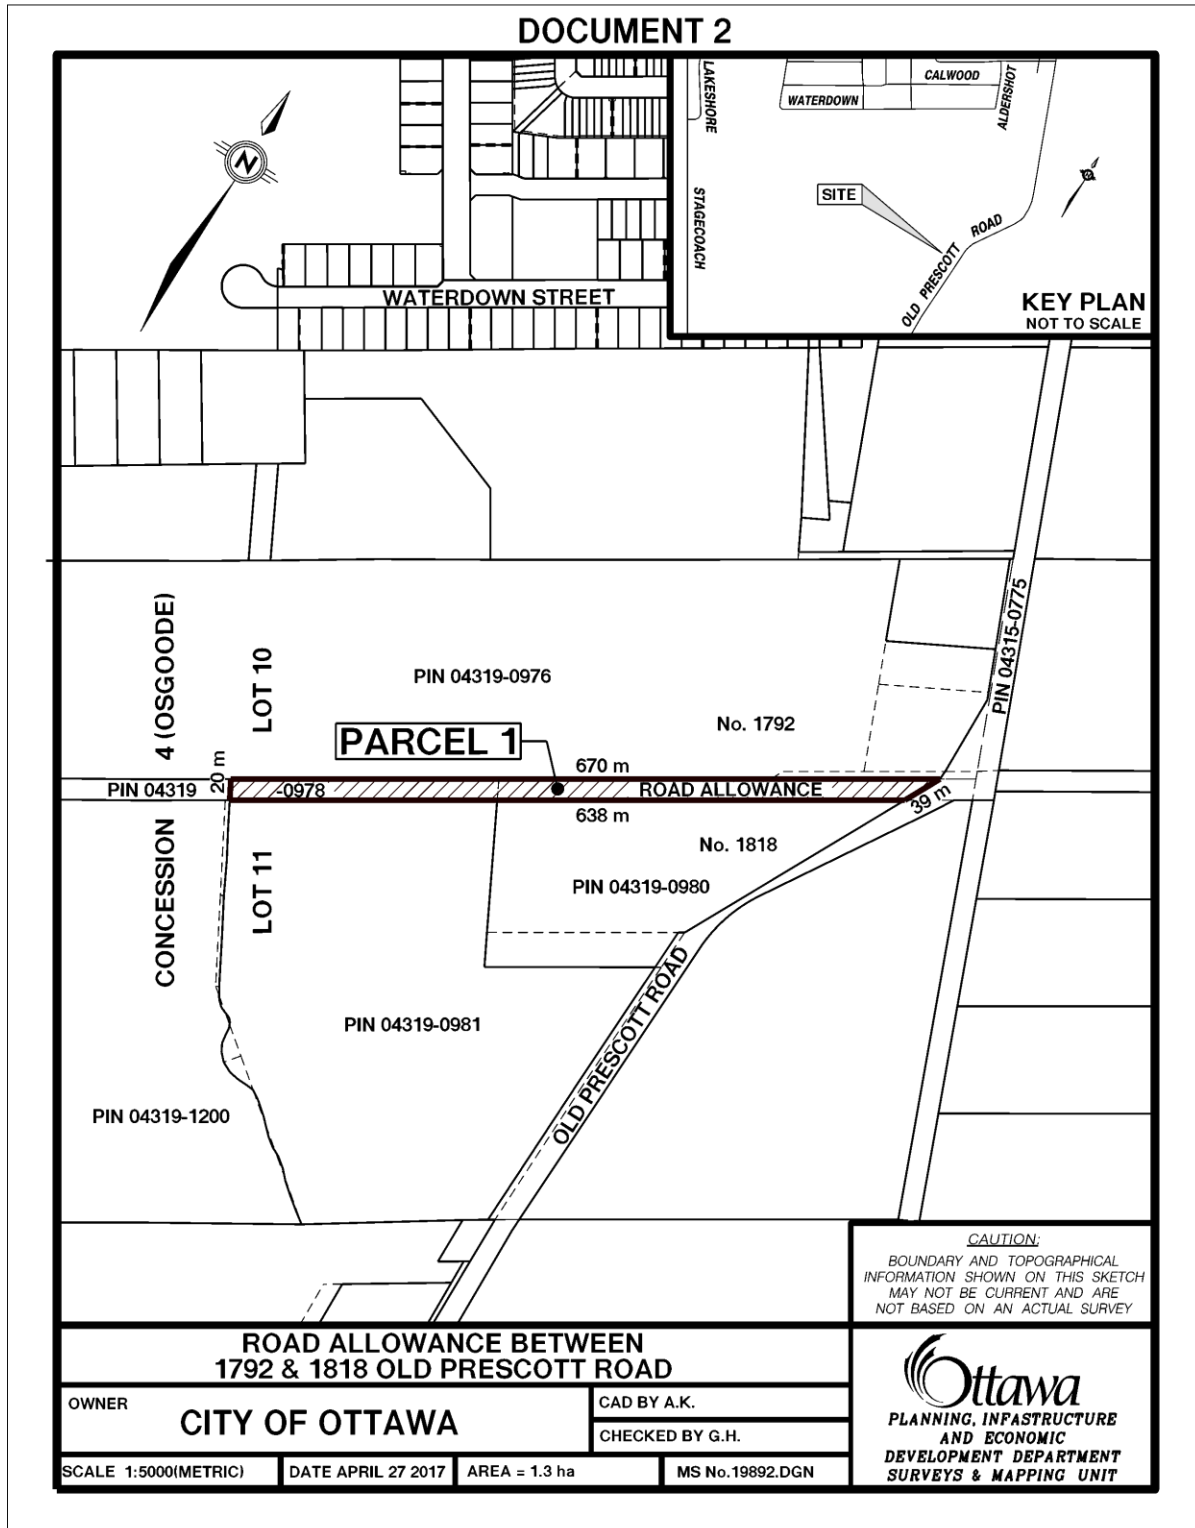 DOCUMENT 2
LAKESHORE
CALWOOD
WATERDOWN
ALDERSHOT
N
SITE
STAGECOACH
OLD PRESCOTT ROAD
WATERDOWN STREET
KEY PLAN
NOT TO SCALE
4 (OSGOODE)
LOT 10
PIN 04319-0976
PIN 04315-0775
No. 1792
PARCEL 1
20 m
670 m
PIN 04319
-0978
ROAD ALLOWANCE
638 m
39 m
CONCESSION
LOT 11
No. 1818
PIN 04319-0980
OLD PRESCOTT ROAD
PIN 04319-0981
PIN 04319-1200
CAUTION:
BOUNDARY AND TOPOGRAPHICAL
INFORMATION SHOWN ON THIS SKETCH
MAY NOT BE CURRENT AND ARE
NOT BASED ON AN ACTUAL SURVEY
ROAD ALLOWANCE BETWEEN
1792 & 1818 OLD PRESCOTT ROAD
OWNER
CITY OF OTTAWA
CAD BY A.K.
CHECKED BY G.H.
SCALE 1:5000(METRIC)
DATE APRIL 27 2017
AREA = 1.3 ha
MS No.19892.DGN
Ottawa
PLANNING, INFASTRUCTURE
AND ECONOMIC
DEVELOPMENT DEPARTMENT
SURVEYS & MAPPING UNIT